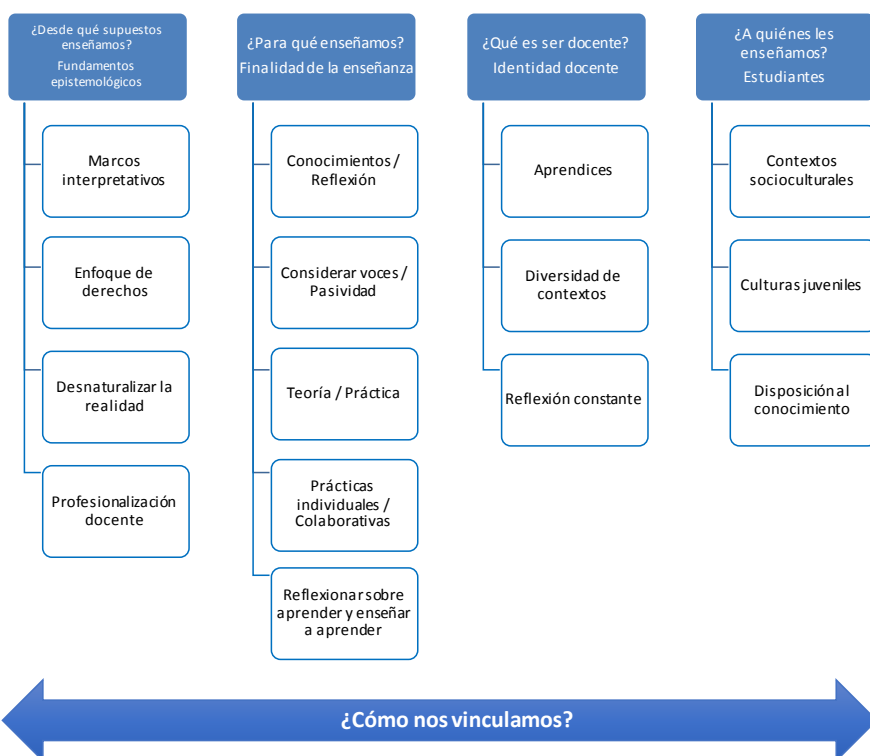 ¿Desde qué supuestos
enseñamos?
Fundamentos
epistemológicos
Marcos
interpretativos
Enfoque de
derechos
Desnaturalizar la
realidad
Profesionalización
docente
¿Para qué enseñamos?
Finalidad de la enseñanza
Conocimientos /
Reflexión
Considerar voces /
Pasividad
Teoría / Práctica
Prácticas
individuales /
Colaborativas
Reflexionar sobre
aprender y enseñar
a aprender
¿Qué es ser docente?
Identidad docente
Aprendices
Diversidad de
contextos
Reflexión constante
¿A quiénes les
enseñamos?
Estudiantes
Contextos
socioculturales
Culturas juveniles
Disposición al
conocimiento
¿Cómo nos vinculamos?